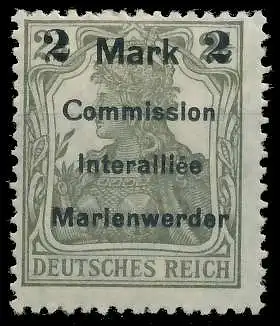 2 Mark 2
Commission
Interalliée
Marienwerder
DEUTSCHES REICH